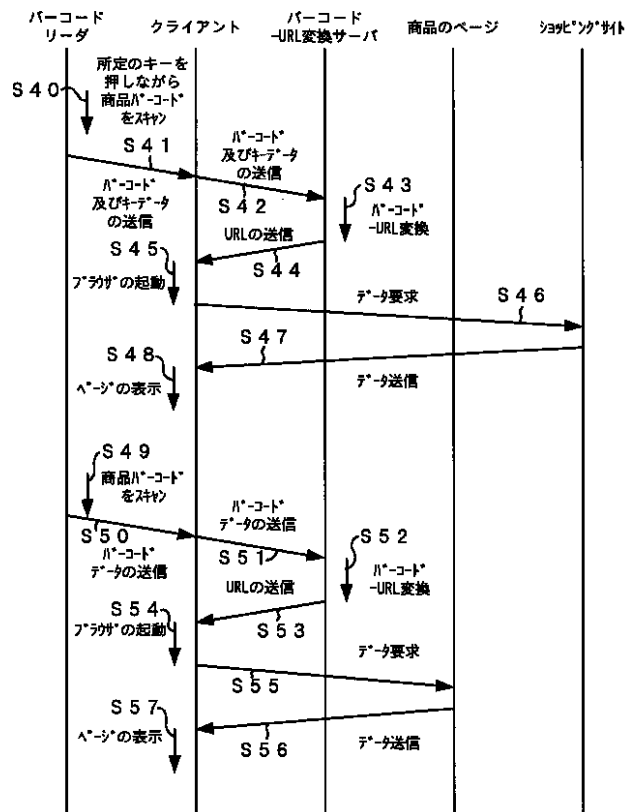 バーコード
リーダ
クライアント
バーコード
-URL変換サーバ
商品のページ
ショッピングサイト
所定のキーを
押しながら
商品バーコード
をスキャン
S40
S41
バーコード
及びキーデータ
の送信
バーコード
及びキーデータ
の送信
S42
S43
バーコード
-URL変換
S45
URLの送信
S44
ブラウザの起動
データ要求
S46
S47
S48
ページの表示
データ送信
S49
商品バーコード
をスキャン
バーコード
データの送信
S50
S51
バーコード
データの送信
S52
バーコード
-URL変換
URLの送信
S54
S53
ブラウザの起動
データ要求
S55
S57
ページの表示
S56
データ送信